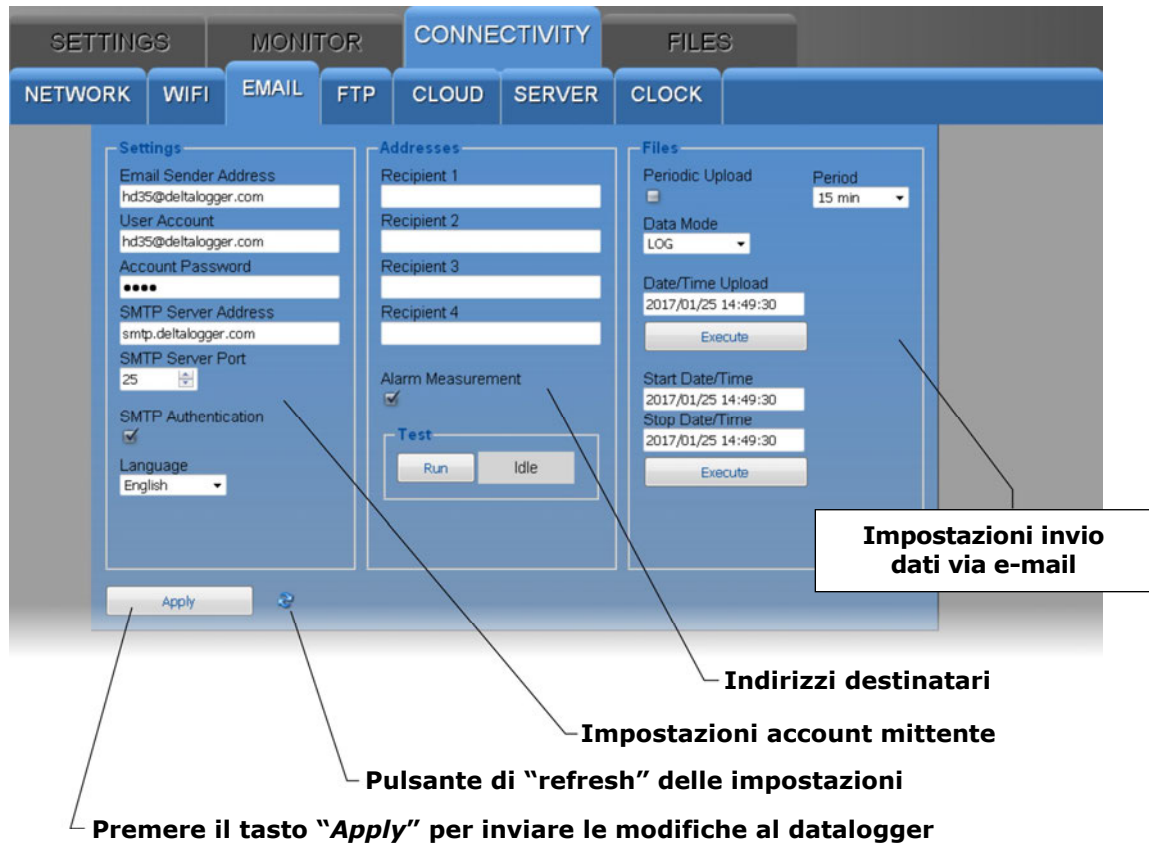 SETTINGS MONITOR CONNECTIVITY FILES
NETWORK WIFI EMAIL FTP CLOUD SERVER CLOCK
Settings
Email Sender Address
hd35@deltalogger.com
User Account
hd35@deltalogger.com
Account Password
••••
SMTP Server Address
smtp.deltalogger.com
SMTP Server Port
25
SMTP Authentication
Language
English
Addresses
Recipient 1
Recipient 2
Recipient 3
Recipient 4
Alarm Measurement
Test
Run Idle
Files
Periodic Upload Period
15 min
Data Mode
LOG
Date/Time Upload
2017/01/25 14:49:30
Execute
Start Date/Time
2017/01/25 14:49:30
Stop Date/Time
2017/01/25 14:49:30
Execute
Apply
Impostazioni invio
dati via e-mail
Indirizzi destinatari
Impostazioni account mittente
Pulsante di “refresh” delle impostazioni
Premere il tasto “Apply” per inviare le modifiche al datalogger